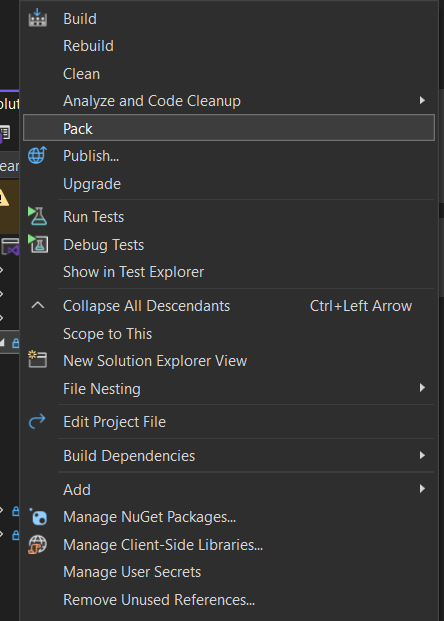 Build
Rebuild
Clean
Analyze and Code Cleanup
Pack
Publish...
Upgrade
Run Tests
Debug Tests
Show in Test Explorer
Collapse All Descendants Ctrl+Left Arrow
Scope to This
New Solution Explorer View
File Nesting
Edit Project File
Build Dependencies
Add
Manage NuGet Packages...
Manage Client-Side Libraries...
Manage User Secrets
Remove Unused References...